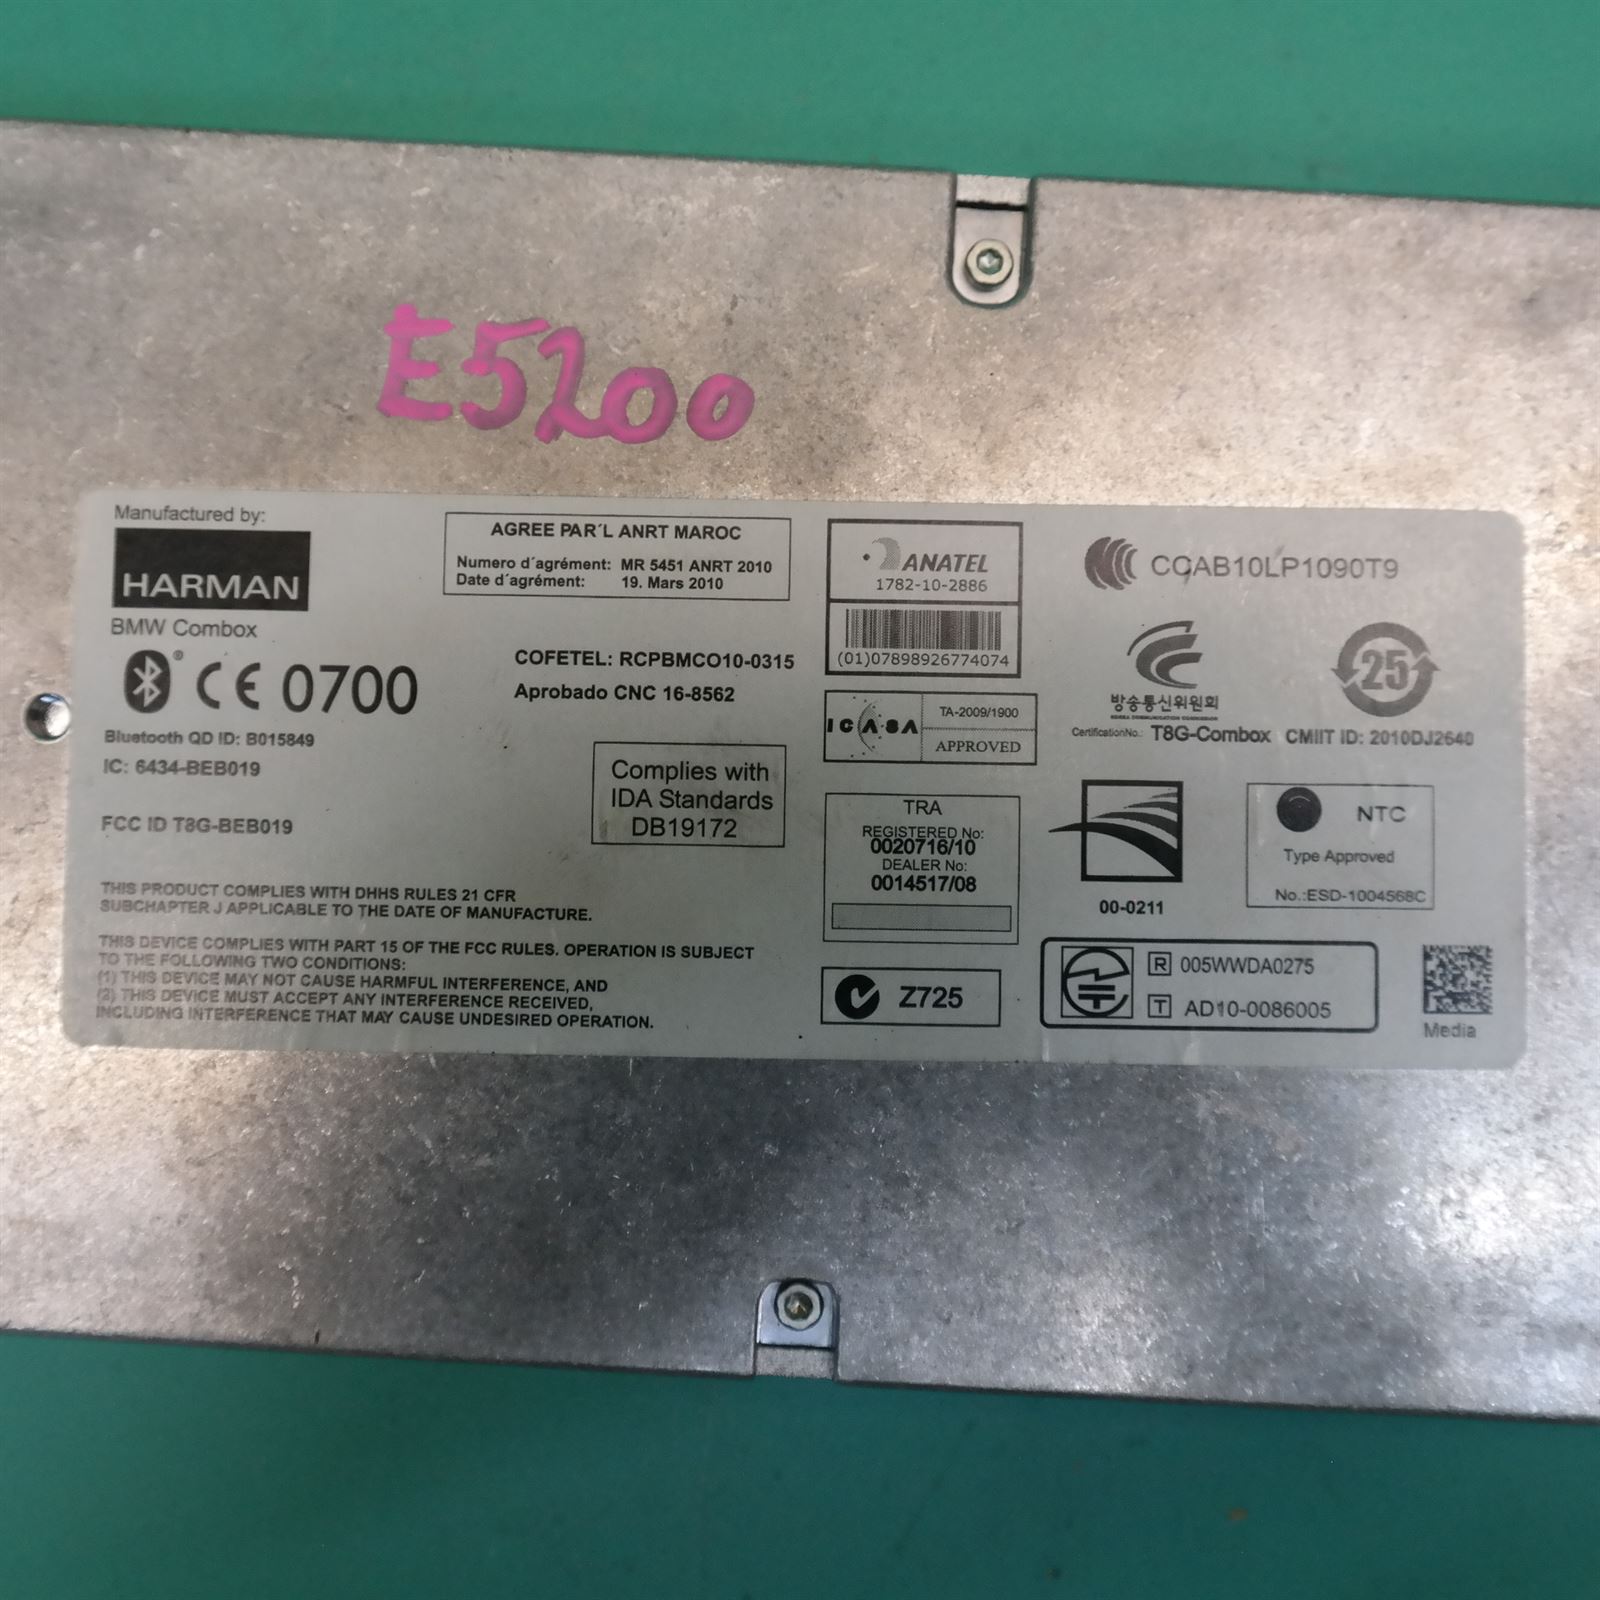 E5200
Manufactured by:
HARMAN
BMW Combox
CE 0700
Bluetooth QD ID: B015849
IC: 6434-BEB019
FCC ID T8G-BEB019
AGREE PAR´L ANRT MAROC
Numero d´agrément: MR 5451 ANRT 2010
Date d´agrément: 19. Mars 2010
COFETEL: RCPBMCO10-0315
Aprobado CNC 16-8562
Complies with
IDA Standards
DB19172
THIS PRODUCT COMPLIES WITH DHHS RULES 21 CFR
SUBCHAPTER J APPLICABLE TO THE DATE OF MANUFACTURE.
THIS DEVICE COMPLIES WITH PART 15 OF THE FCC RULES. OPERATION IS SUBJECT
TO THE FOLLOWING TWO CONDITIONS:
(1) THIS DEVICE MAY NOT CAUSE HARMFUL INTERFERENCE, AND
(2) THIS DEVICE MUST ACCEPT ANY INTERFERENCE RECEIVED,
INCLUDING INTERFERENCE THAT MAY CAUSE UNDESIRED OPERATION.
ANATEL
1782-10-2886
(01)07898926774074
ICASA
TA-2009/1900
APPROVED
TRA
REGISTERED No:
0020716/10
DEALER No:
0014517/08
Z725
CCAB10LP1090T9
방송통신위원회
KOREA COMMUNICATIONS COMMISSION
25
CertificationNo.: T8G-Combox CMIIT ID: 2010DJ2640
00-0211
NTC
Type Approved
No.:ESD-1004568C
R 005WWDA0275
T AD10-0086005
Media